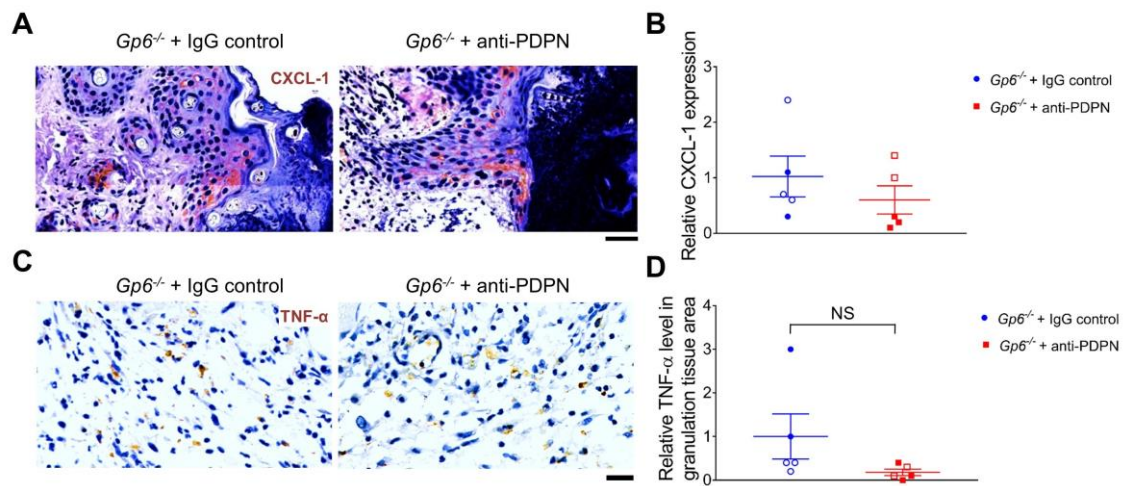 A
Gp6-/- + IgG control
Gp6-/- + anti-PDPN
CXCL-1
B
Relative CXCL-1 expression
3
2
1
0
Gp6-/- + IgG control
Gp6-/- + anti-PDPN
C
Gp6-/- + IgG control
Gp6-/- + anti-PDPN
TNF-α
D
Relative TNF-α level in
granulation tissue area
4
3
2
1
0
NS
Gp6-/- + IgG control
Gp6-/- + anti-PDPN